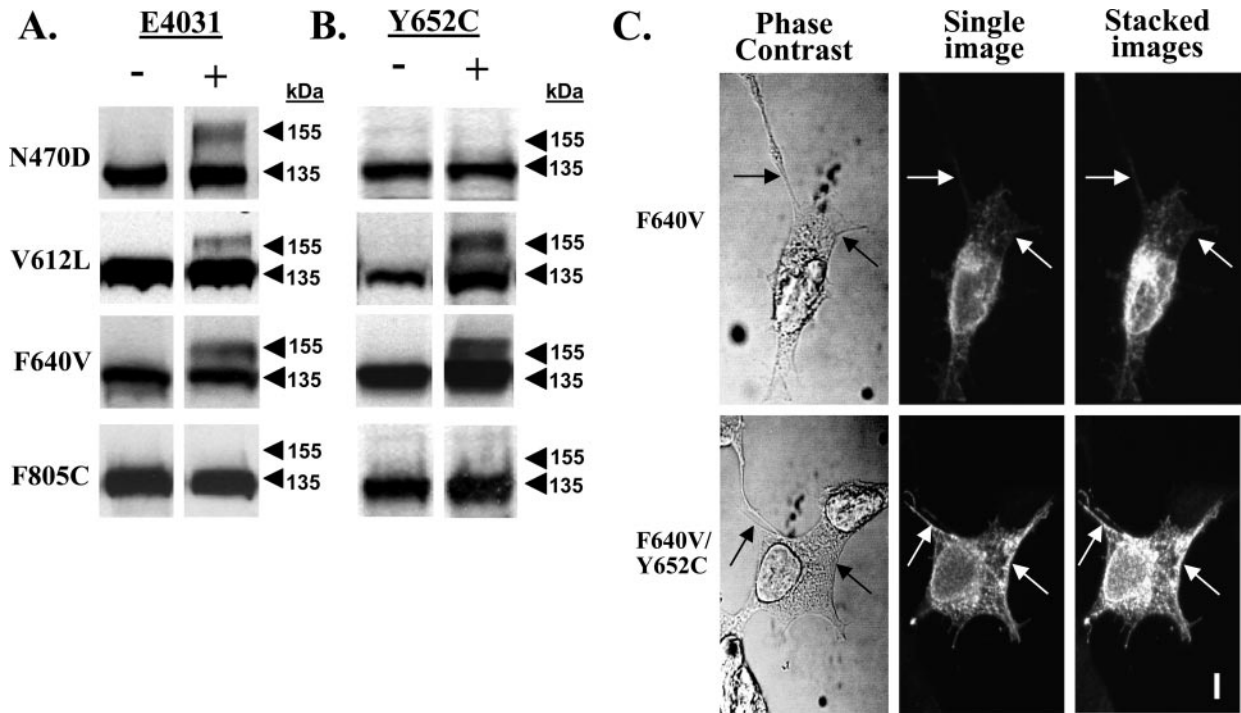 A. E4031 B. Y652C C. Phase Contrast Single image Stacked images
- + - +
kDa kDa
N470D 155 135 155 135
V612L 155 135 155 135
F640V 155 135 155 135
F805C 155 135 155 135
F640V
F640V/
Y652C